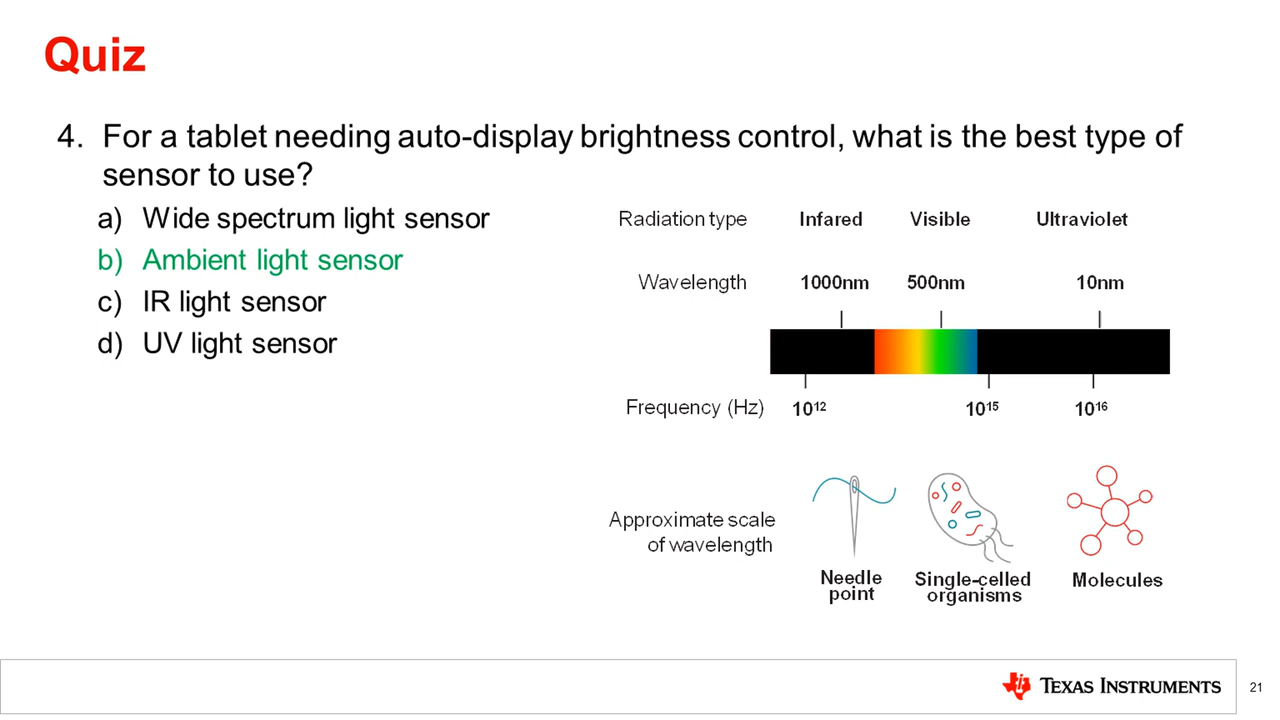 Quiz
4. For a tablet needing auto-display brightness control, what is the best type of
sensor to use?
a) Wide spectrum light sensor
b) Ambient light sensor
c) IR light sensor
d) UV light sensor
Radiation type Infared Visible Ultraviolet
Wavelength 1000nm 500nm 10nm
Frequency (Hz) 10¹² 10¹⁵ 10¹⁶
Approximate scale
of wavelength
Needle
point
Single-celled
organisms
Molecules
TEXAS INSTRUMENTS
21